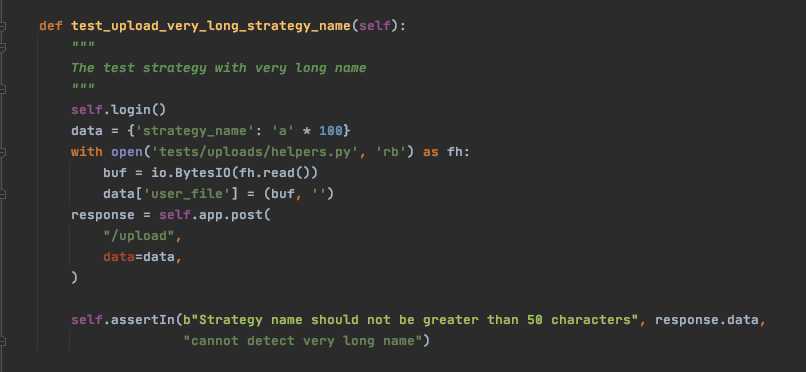 def test_upload_very_long_strategy_name(self):
"""
The test strategy with very long name
"""
self.login()
data = {'strategy_name': 'a' * 100}
with open('tests/uploads/helpers.py', 'rb') as fh:
buf = io.BytesIO(fh.read())
data['user_file'] = (buf, '')
response = self.app.post(
"/upload",
data=data,
)
self.assertIn(b"Strategy name should not be greater than 50 characters", response.data,
"cannot detect very long name")